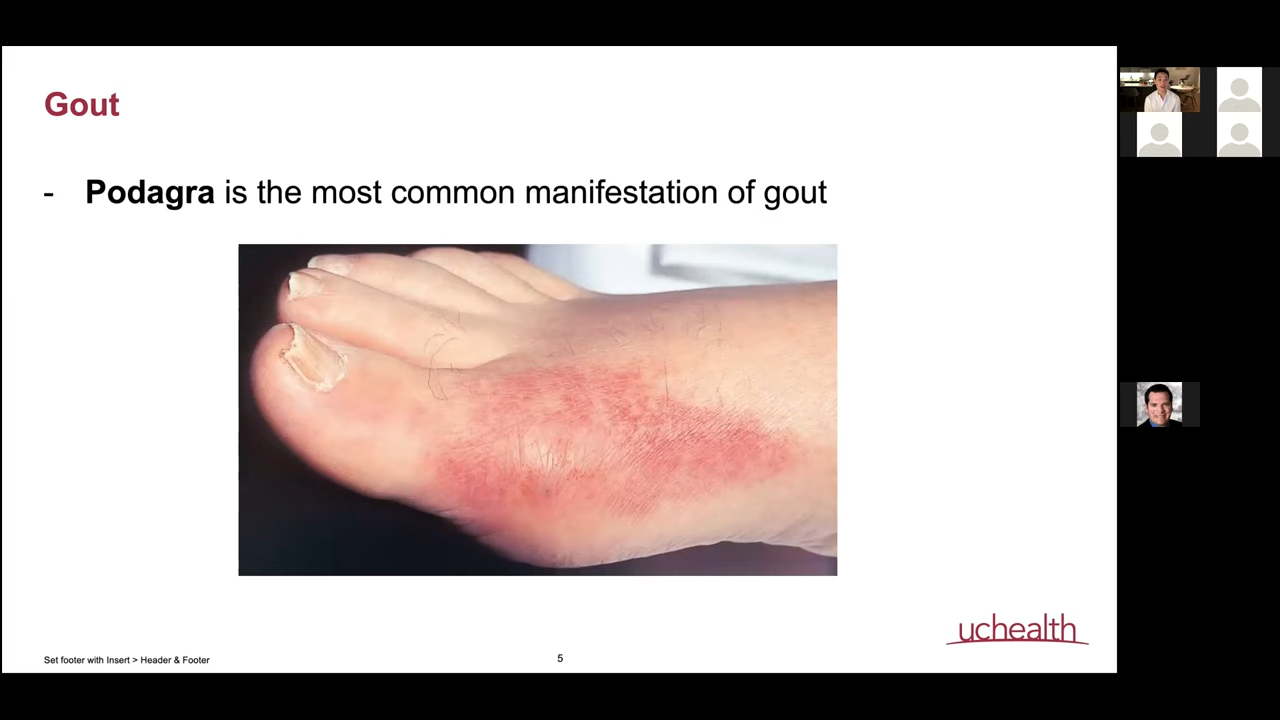 Gout
- Podagra is the most common manifestation of gout
uchealth
Set footer with Insert > Header & Footer
5